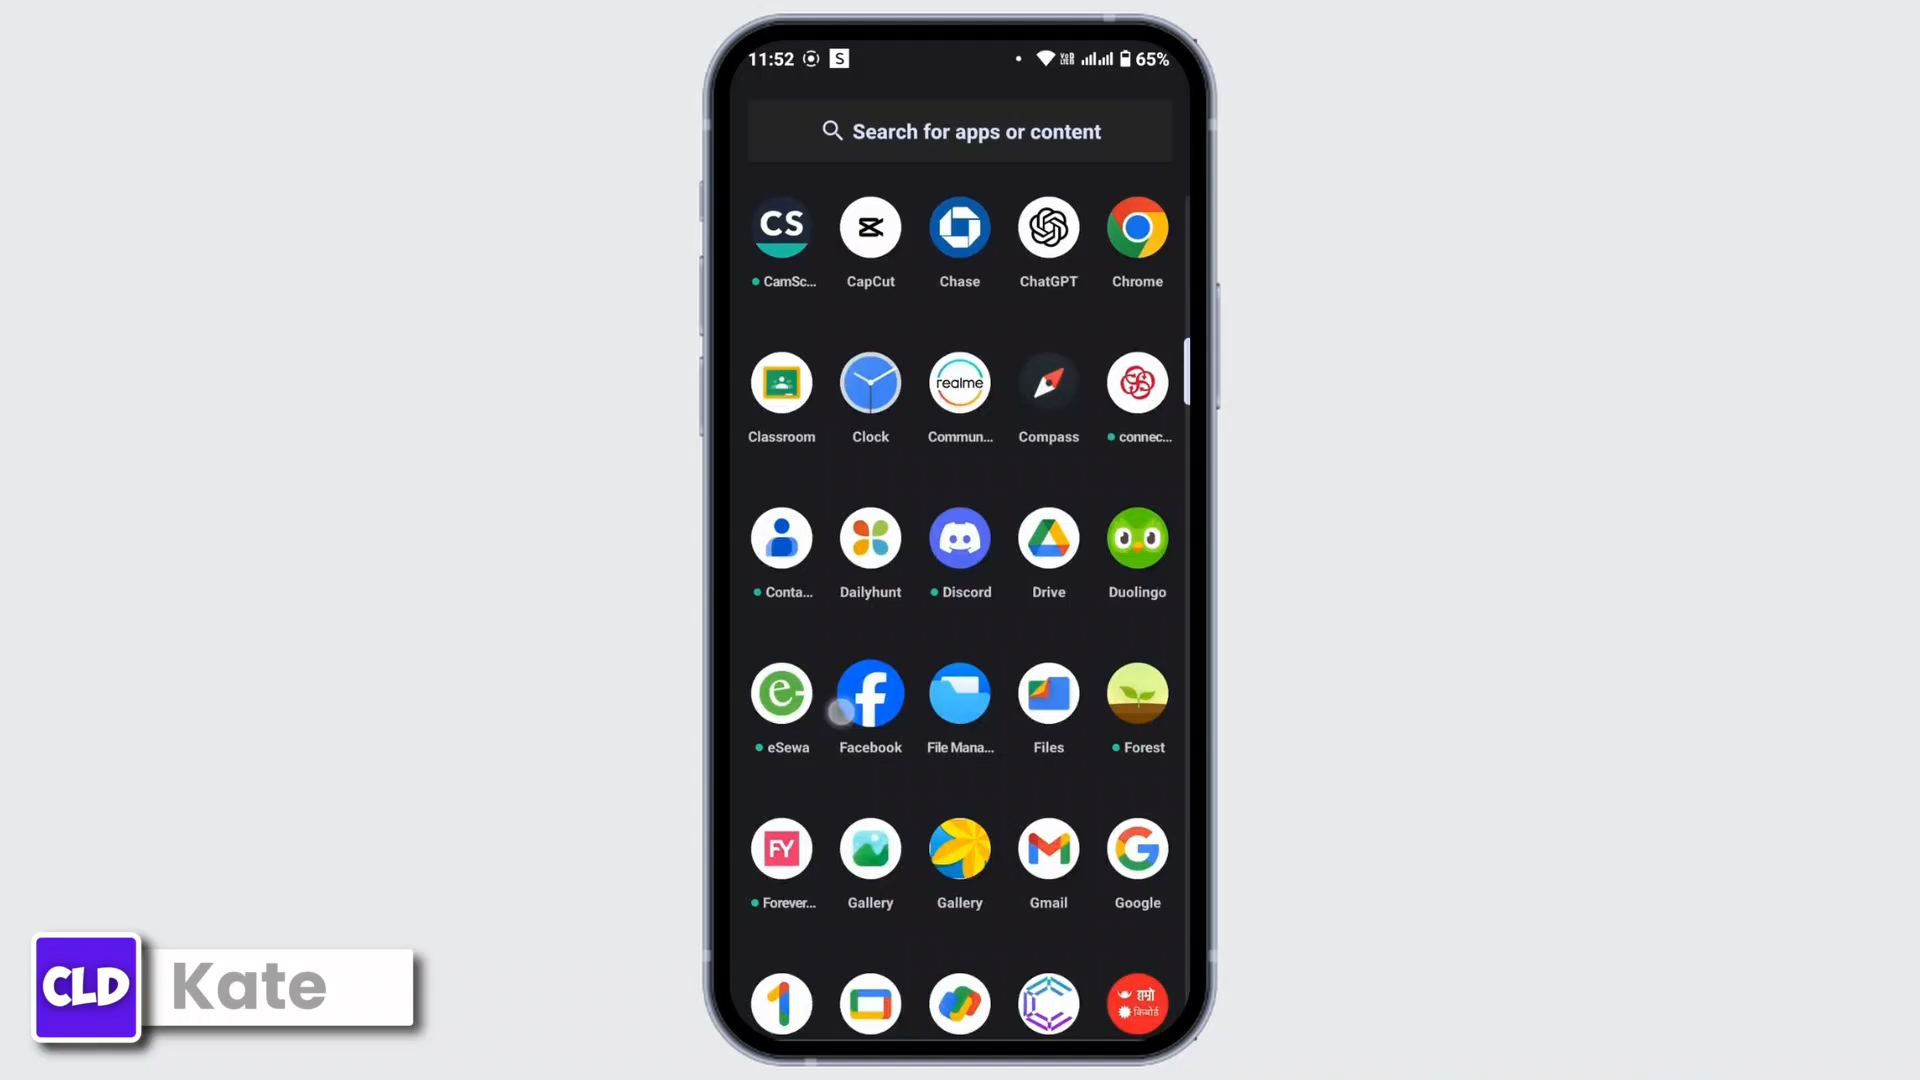 11:52 S 65%
Search for apps or content
CS
CamSc... CapCut Chase ChatGPT Chrome
realme
Classroom Clock Commun... Compass connec...
Conta... Dailyhunt Discord Drive Duolingo
eSewa Facebook File Mana... Files Forest
FY
Forever... Gallery Gallery Gmail Google
हाम्रो
किबोर्ड
CLD Kate